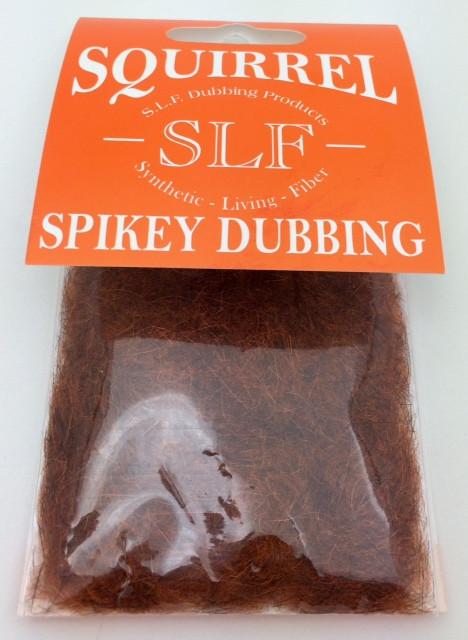 SQUIRREL
S.L.F. Dubbing Products
SLF
Synthetic - Living - Fiber
SPIKEY DUBBING